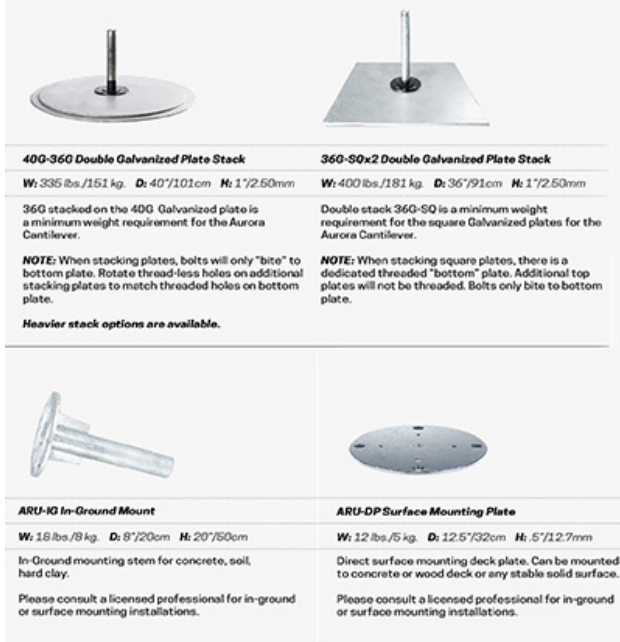 40G-36G Double Galvanized Plate Stack
W: 335 lbs./151 kg. D: 40"/101cm H: 1"/2.50mm
36G stacked on the 40G Galvanized plate is
a minimum weight requirement for the Aurora
Cantilever.
NOTE: When stacking plates, bolts will only "bite" to
bottom plate. Rotate thread-less holes on additional
stacking plates to match threaded holes on bottom
plate.
Heavier stack options are available.
36G-SQx2 Double Galvanized Plate Stack
W: 400 lbs./181 kg. D: 36"/91cm H: 1"/2.50mm
Double stack 36G-SQ is a minimum weight
requirement for the square Galvanized plates for the
Aurora Cantilever.
NOTE: When stacking square plates, there is a
dedicated threaded "bottom" plate. Additional top
plates will not be threaded. Bolts only bite to bottom
plate.
ARU-IG In-Ground Mount
W: 18 lbs./8 kg. D: 8"/20cm H: 20"/50cm
In-Ground mounting stem for concrete, soil,
hard clay.
Please consult a licensed professional for in-ground
or surface mounting installations.
ARU-DP Surface Mounting Plate
W: 12 lbs./5 kg. D: 12.5"/32cm H: .5"/12.7mm
Direct surface mounting deck plate. Can be mounted
to concrete or wood deck or any stable solid surface.
Please consult a licensed professional for in-ground
or surface mounting installations.